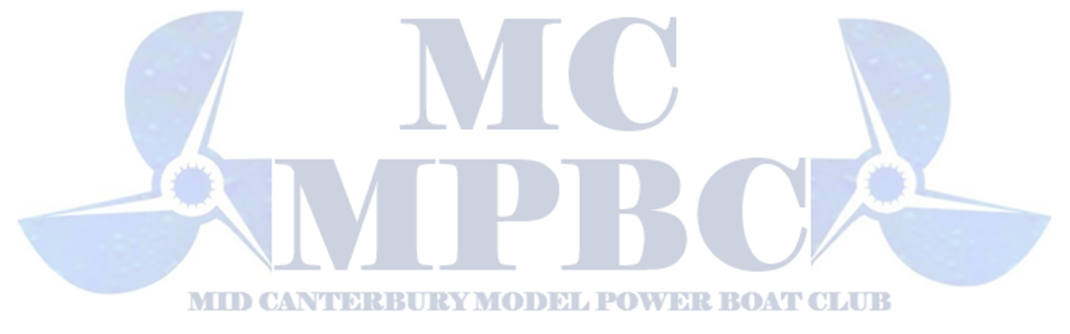 MC
MPBC
MID CANTERBURY MODEL POWER BOAT CLUB